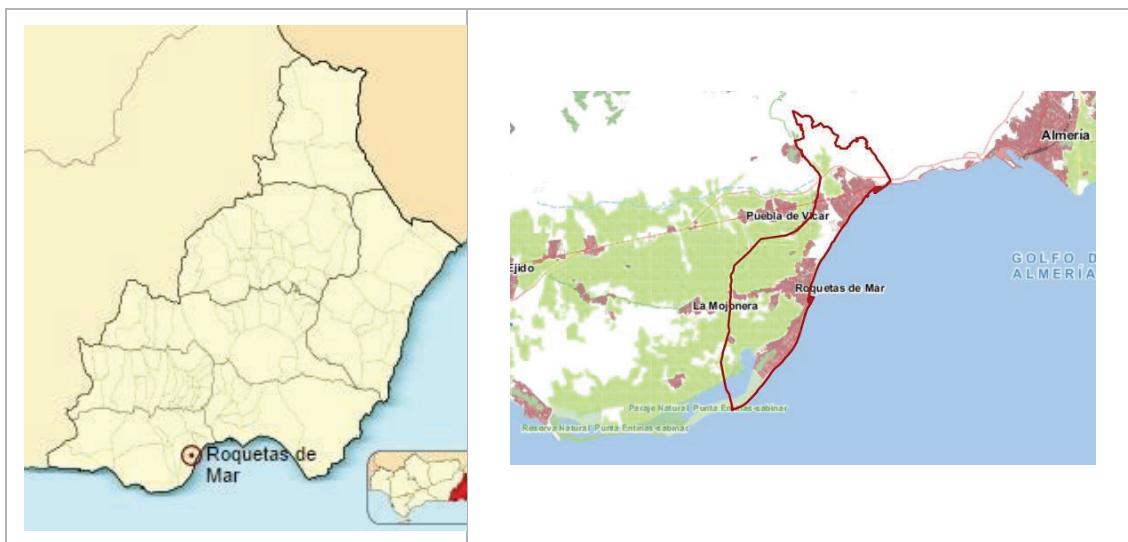 Roquetas de
Mar
Almería
Puebla de Vícar
GOLFO D
ALMERÍA
Ejido
Roquetas de Mar
La Mojonera
Paraje Natural Punta Entinas-sabinar
Reserva Natural Punta Entinas-sabinar